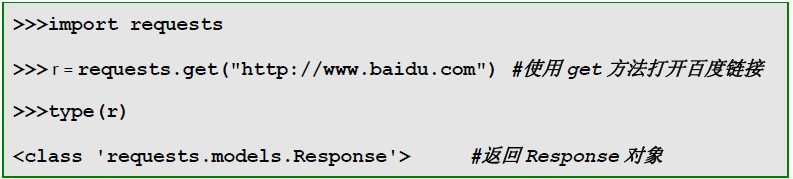 >>>import requests
>>> r = requests.get("http://www.baidu.com") #使用 get 方法打开百度链接
>>>type(r)
<class 'requests.models.Response'> #返回 Response 对象